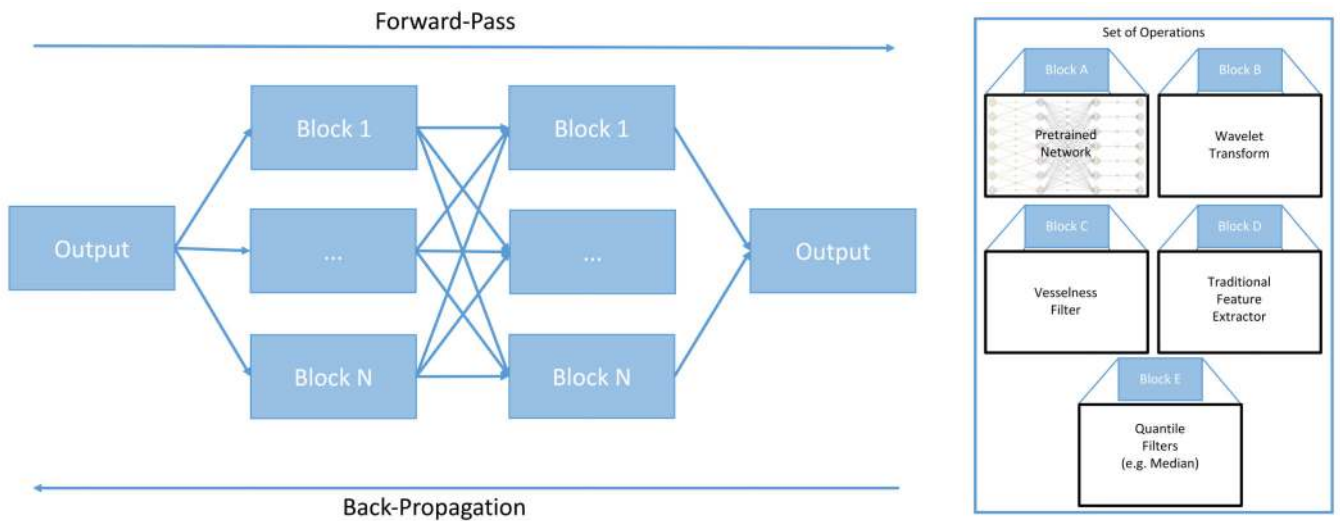 Forward-Pass
Block 1
Block 1
Output
...
...
Output
Block N
Block N
Back-Propagation
Set of Operations
Block A
Block B
Pretrained
Network
Wavelet
Transform
Block C
Block D
Vesselness
Filter
Traditional
Feature
Extractor
Block E
Quantile
Filters
(e.g. Median)